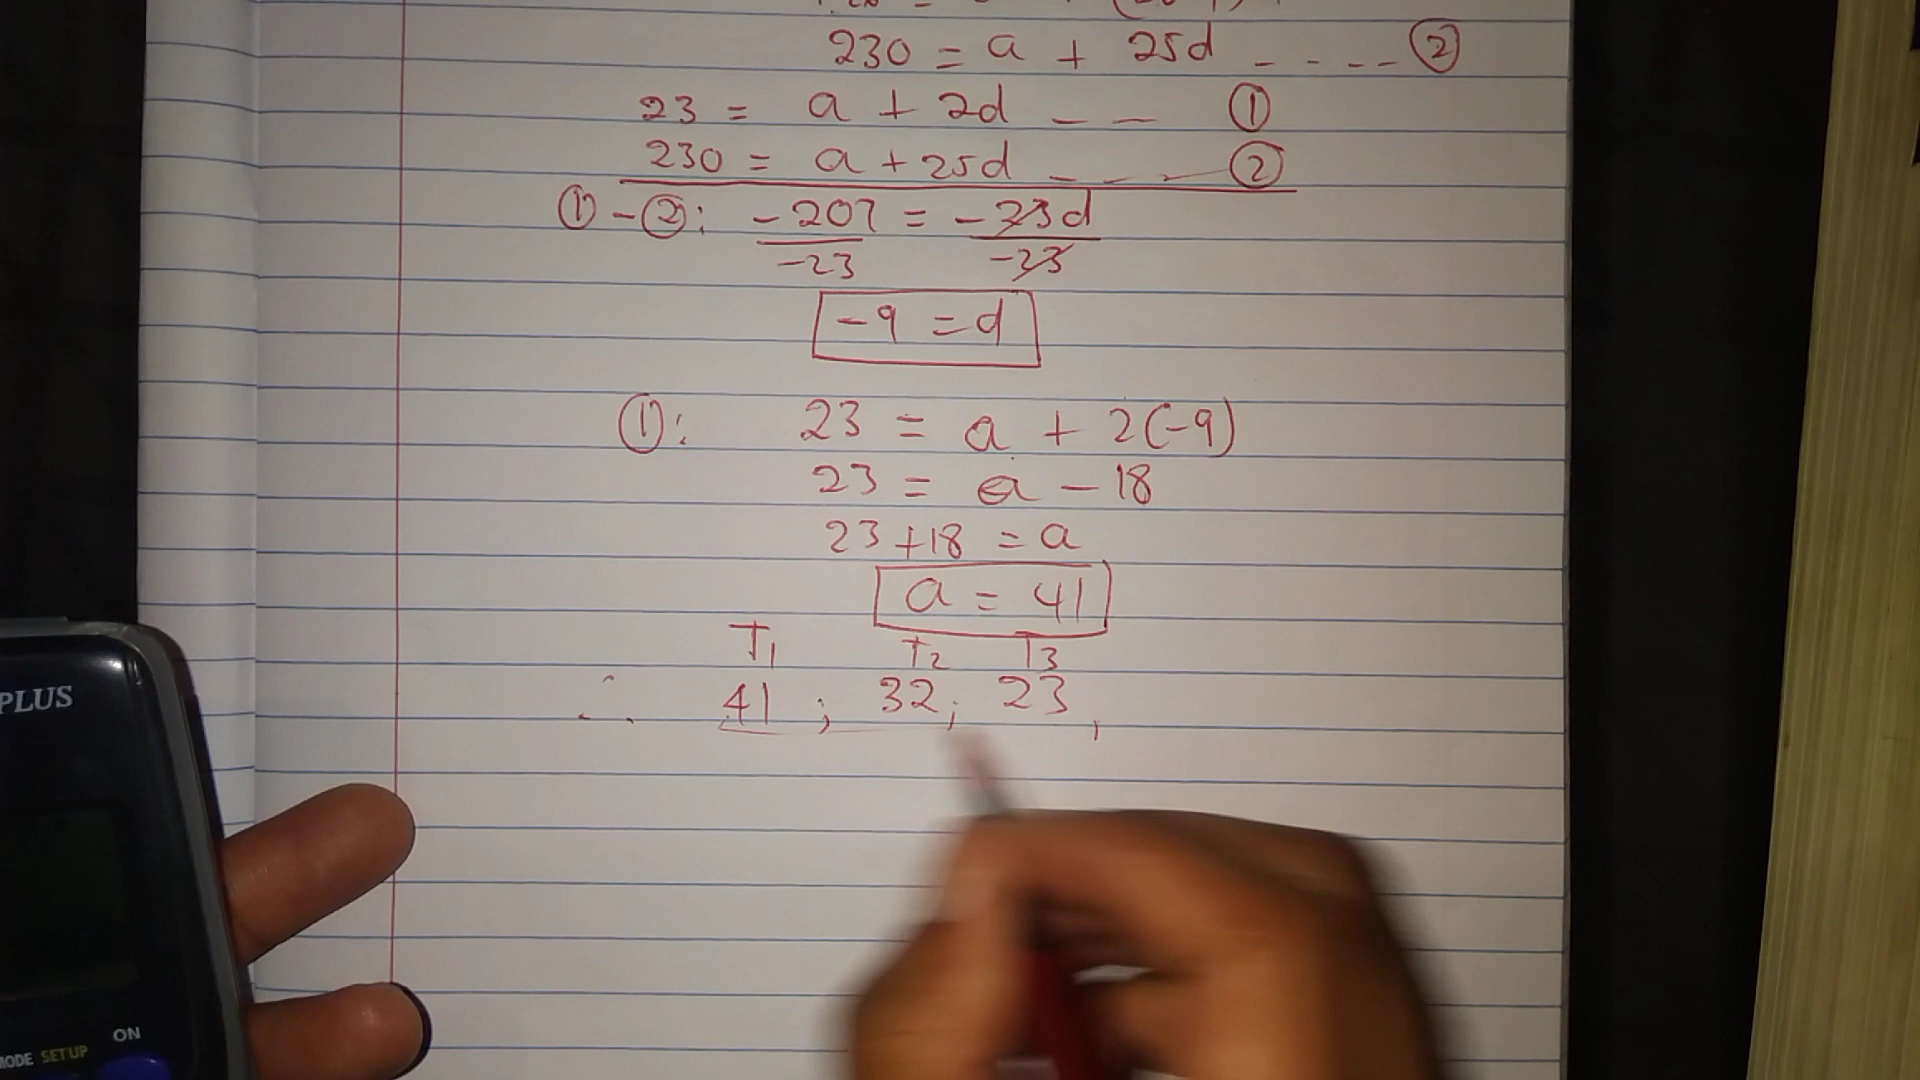 230 = a + 25d - - - - ②
23 = a + 2d - - ①
230 = a + 25d - - - ②
① - ②: -207 = -23d
-23 -23
-9 = d
①: 23 = a + 2(-9)
23 = a - 18
23 + 18 = a
a = 41
T1 T2 T3
∴ 41 ; 32 ; 23 ,
PLUS
ON
MODE SETUP